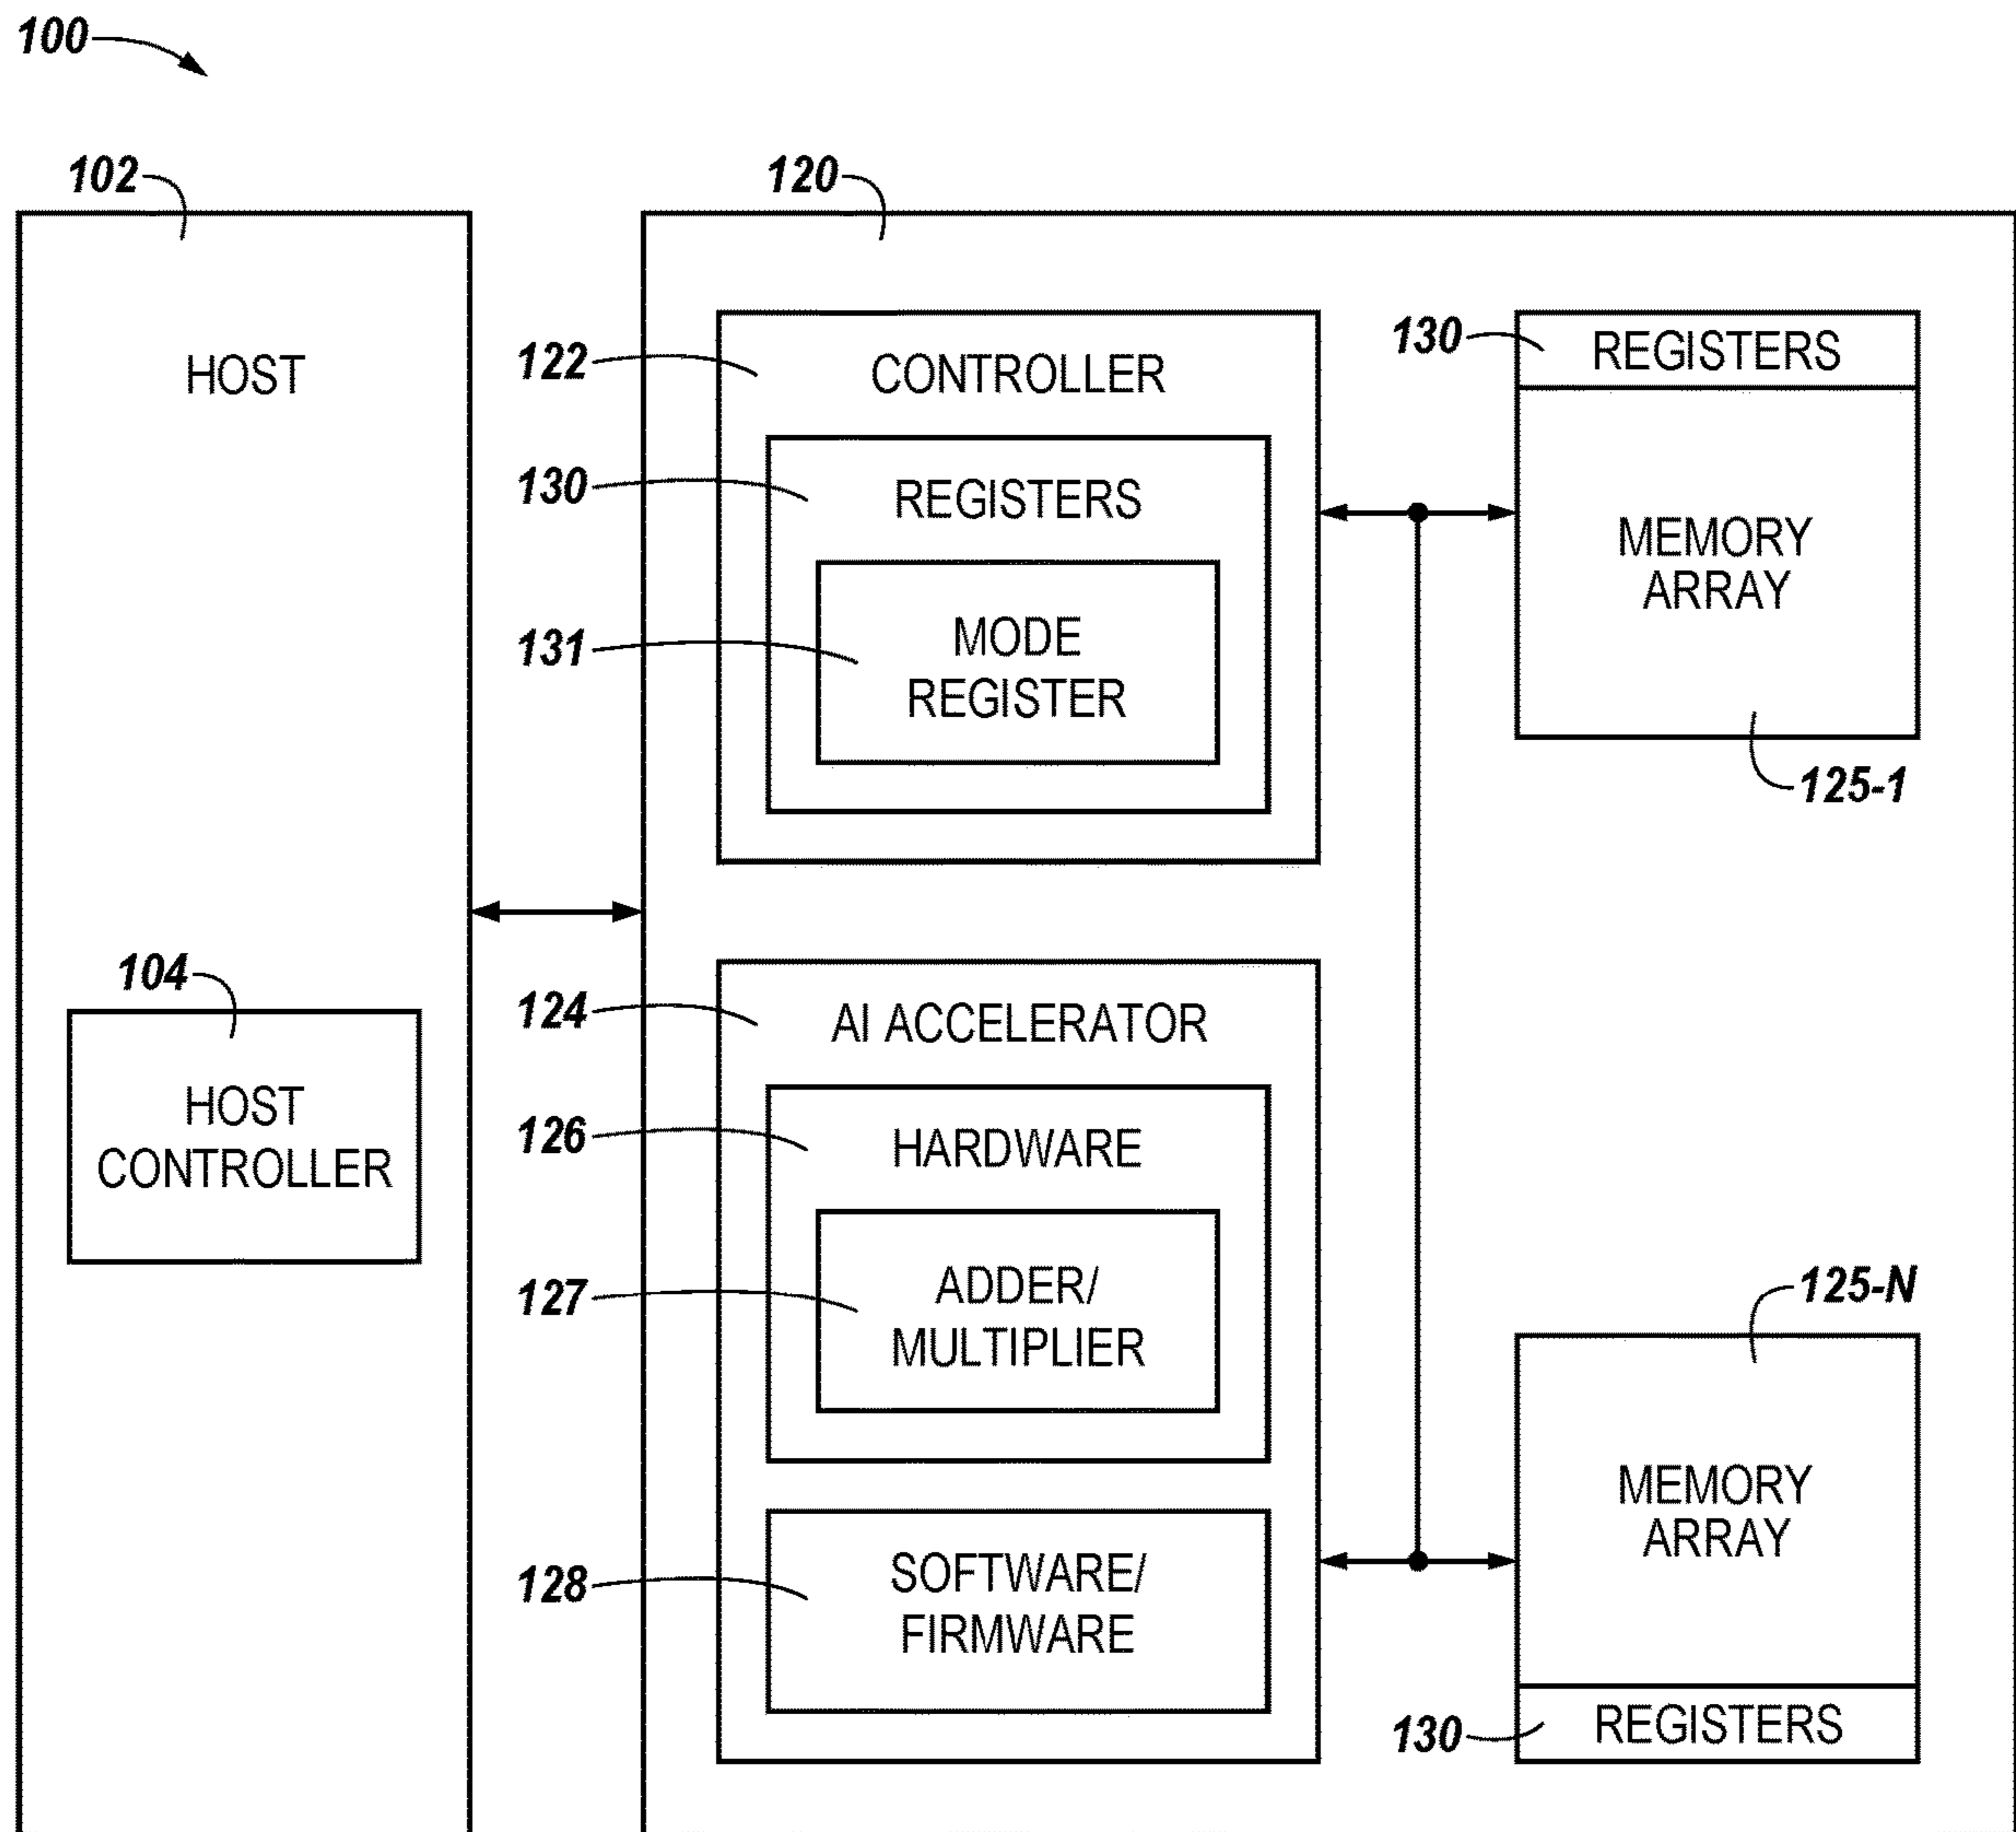 100
102
120
HOST
122
CONTROLLER
130
REGISTERS
131
MODE
REGISTER
130
REGISTERS
MEMORY
ARRAY
125-1
104
HOST
CONTROLLER
124
AI ACCELERATOR
126
HARDWARE
127
ADDER/
MULTIPLIER
128
SOFTWARE/
FIRMWARE
125-N
MEMORY
ARRAY
130
REGISTERS